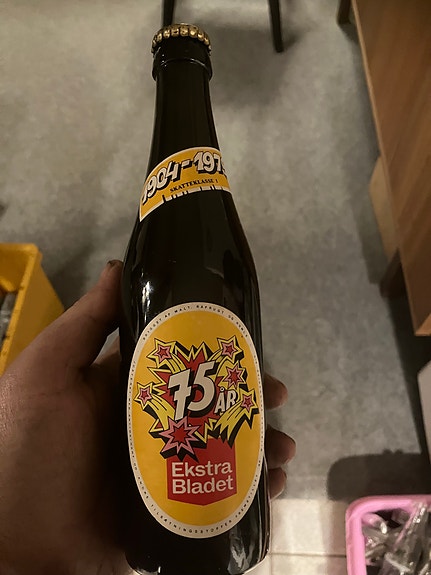 1904-197
SKATTEKLASSE 1
75
ÅR
Ekstra
Bladet